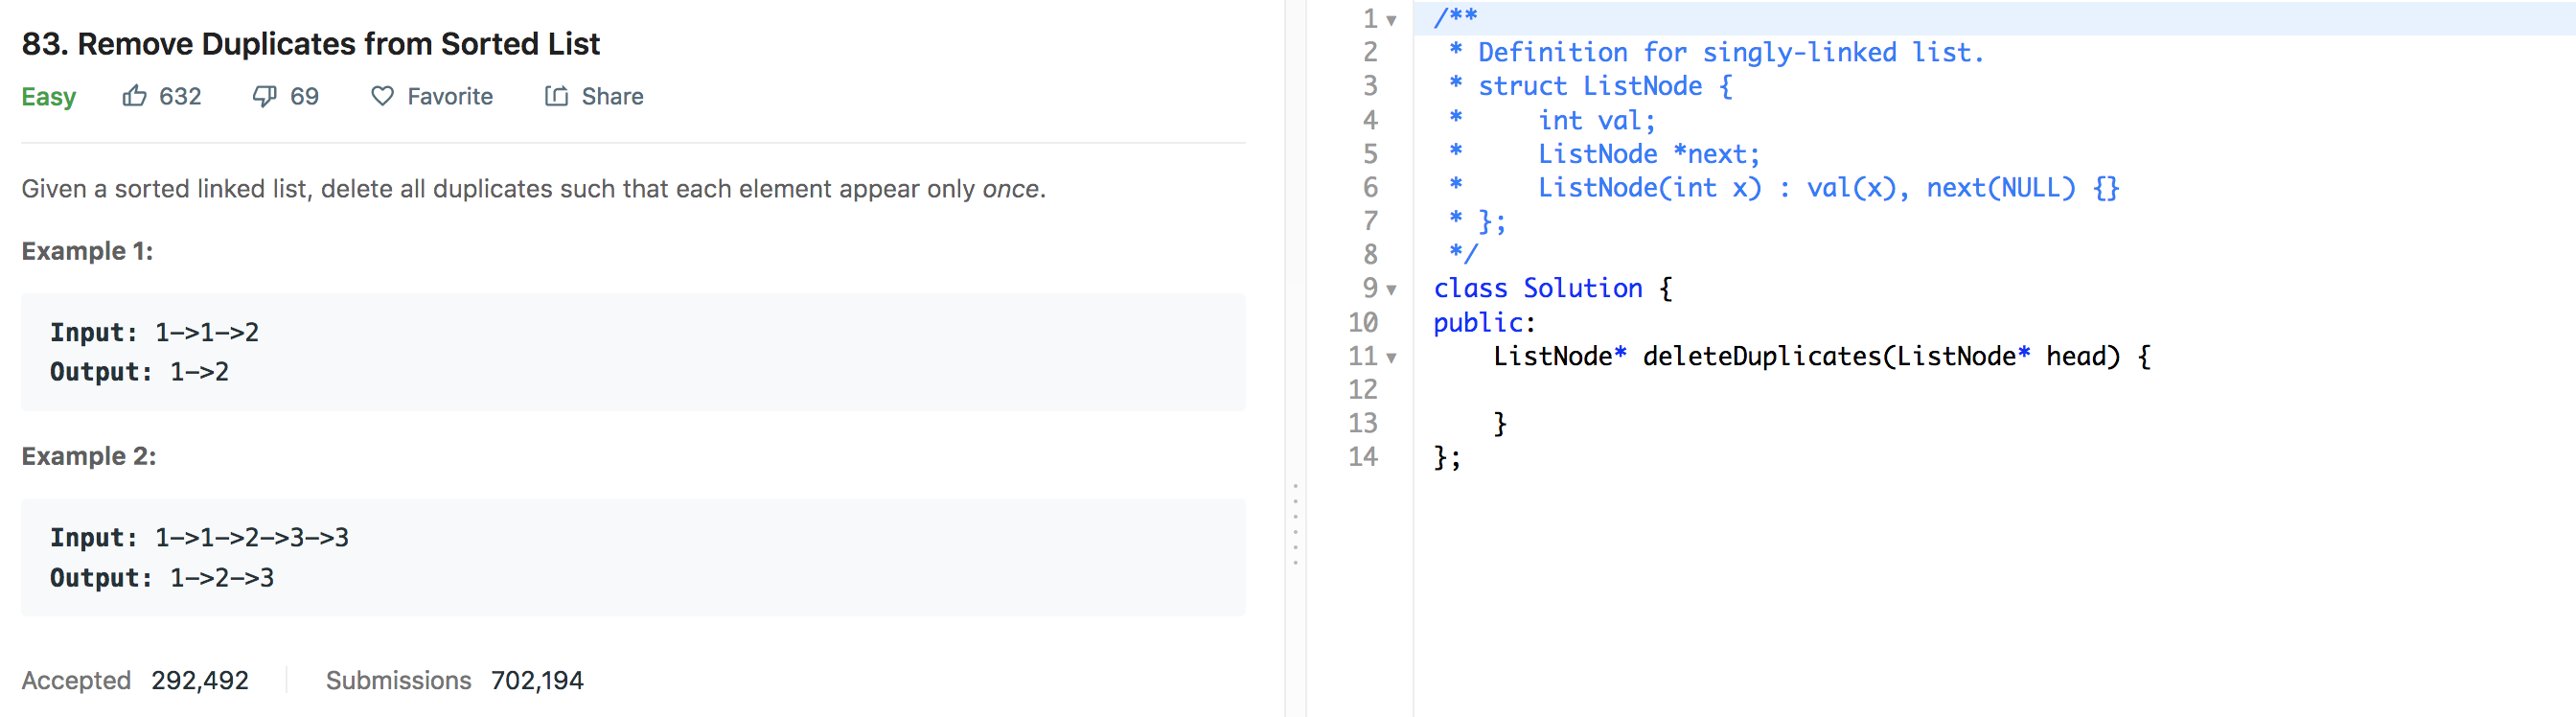 83. Remove Duplicates from Sorted List
Easy 632 69 Favorite Share
Given a sorted linked list, delete all duplicates such that each element appear only once.
Example 1:
Input: 1->1->2
Output: 1->2
Example 2:
Input: 1->1->2->3->3
Output: 1->2->3
Accepted 292,492 Submissions 702,194
1 /**
2  * Definition for singly-linked list.
3  * struct ListNode {
4  *     int val;
5  *     ListNode *next;
6  *     ListNode(int x) : val(x), next(NULL) {}
7  * };
8  */
9 class Solution {
10 public:
11     ListNode* deleteDuplicates(ListNode* head) {
12
13     }
14 };